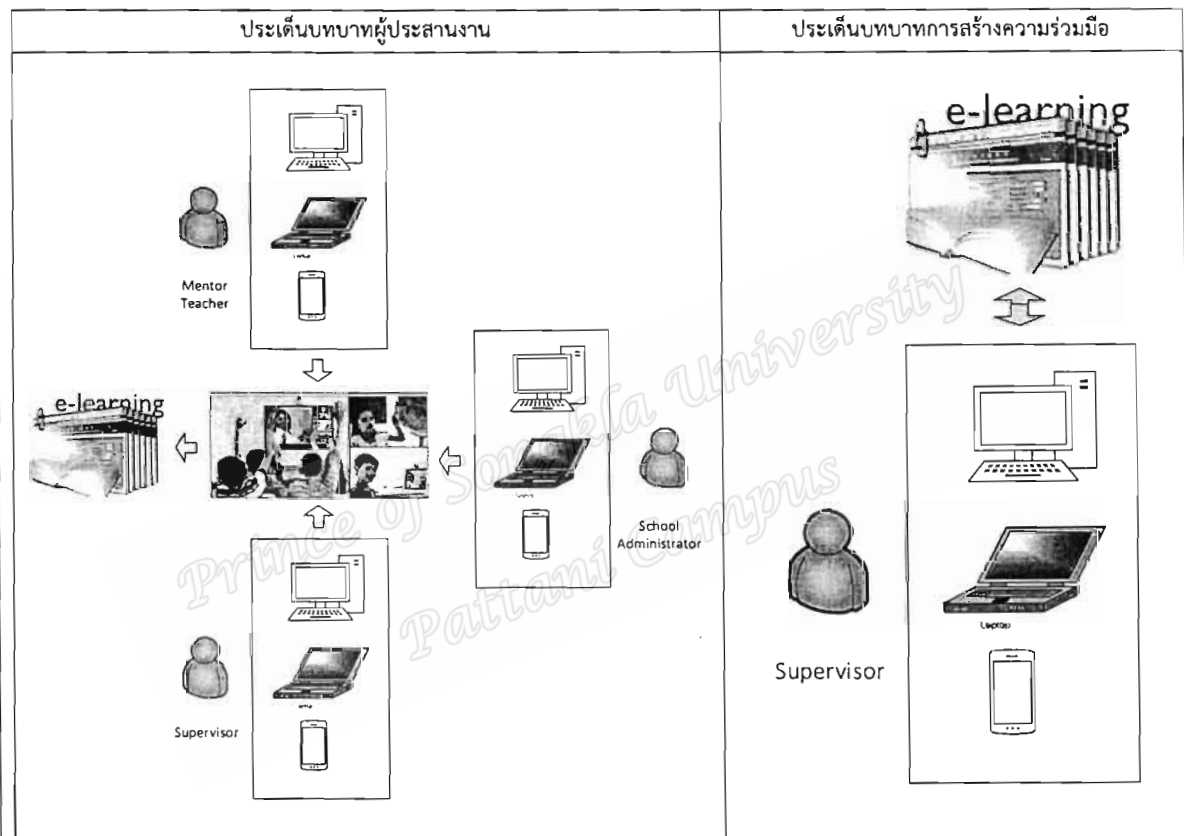 ประเด็นบทบาทผู้ประสานงาน
ประเด็นบทบาทการสร้างความร่วมมือ
Mentor
Teacher
e-learning
School
Administrator
Supervisor
e-learning
Laptop
Supervisor
Prince of Songkla University
Pattani Campus